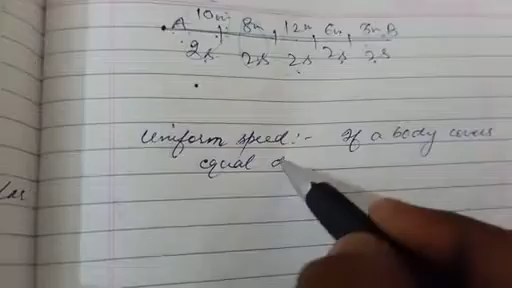 A 10m 8m 12m 6m 3m B
2s 2s 2s 2s 2s
Uniform speed:- If a body covers
equal d